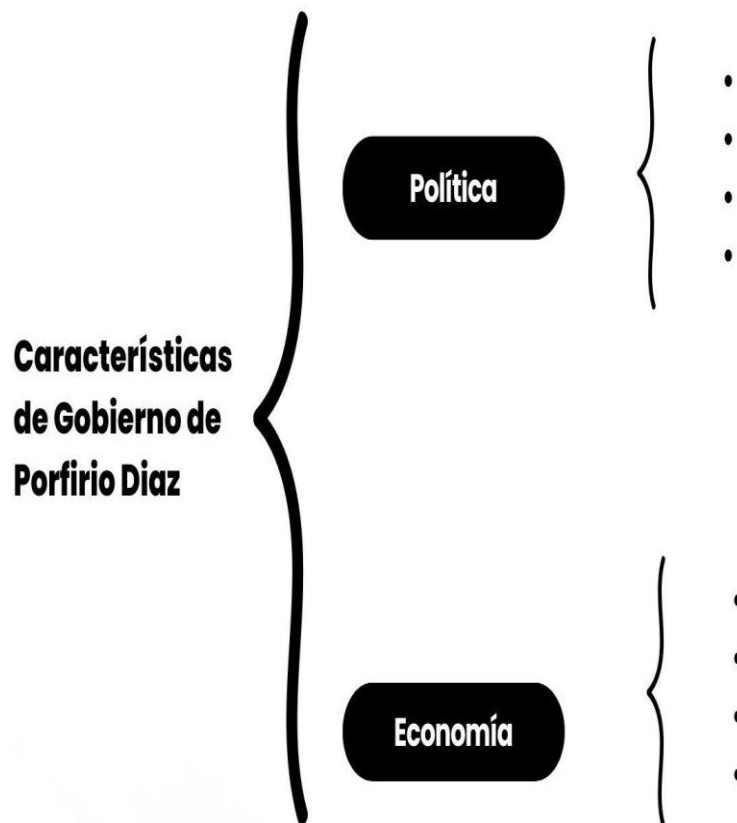 Política
Características
de Gobierno de
Porfirio Diaz
Economía